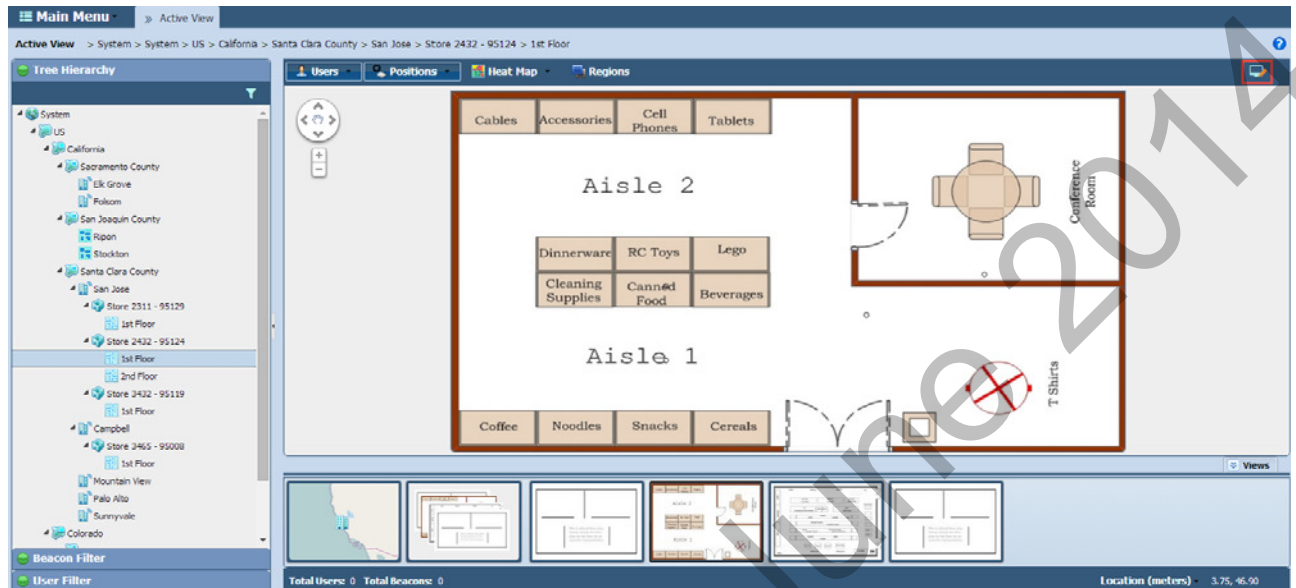 Main Menu
» Active View
Active View > System > System > US > California > Santa Clara County > San Jose > Store 2432 - 95124 > 1st Floor
Tree Hierarchy
System
US
California
Sacramento County
Elk Grove
Folsom
San Joaquin County
Ripon
Stockton
Santa Clara County
San Jose
Store 2311 - 95129
1st Floor
Store 2432 - 95124
1st Floor
2nd Floor
Store 3432 - 95119
1st Floor
Campbell
Store 3465 - 95008
1st Floor
Mountain View
Palo Alto
Sunnyvale
Colorado
Beacon Filter
User Filter
Users
Positions
Heat Map
Regions
Cables
Accessories
Cell
Phones
Tablets
Aisle 2
Dinnerware
RC Toys
Lego
Cleaning
Supplies
Canned
Food
Beverages
Aisle 1
Coffee
Noodles
Snacks
Cereals
Conference
Room
T Shirts
Views
Total Users: 0 Total Beacons: 0
Location (meters) 3.75, 46.90
June 2014